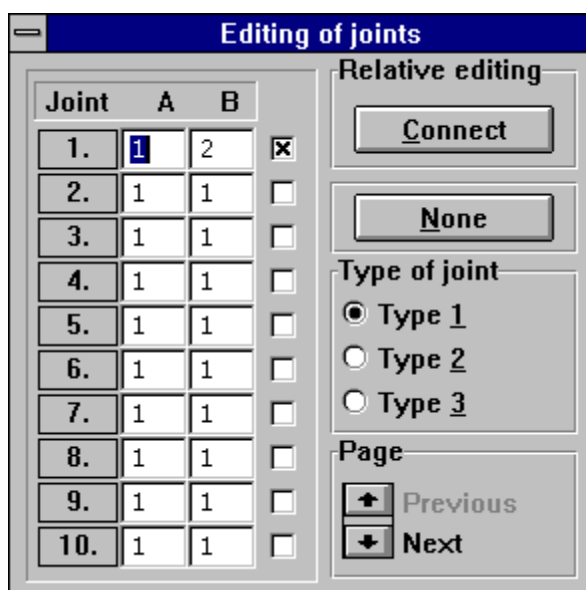 Editing of joints
Joint A B
1. 1 2
2. 1 1
3. 1 1
4. 1 1
5. 1 1
6. 1 1
7. 1 1
8. 1 1
9. 1 1
10. 1 1
Relative editing
Connect
None
Type of joint
Type 1
Type 2
Type 3
Page
Previous
Next